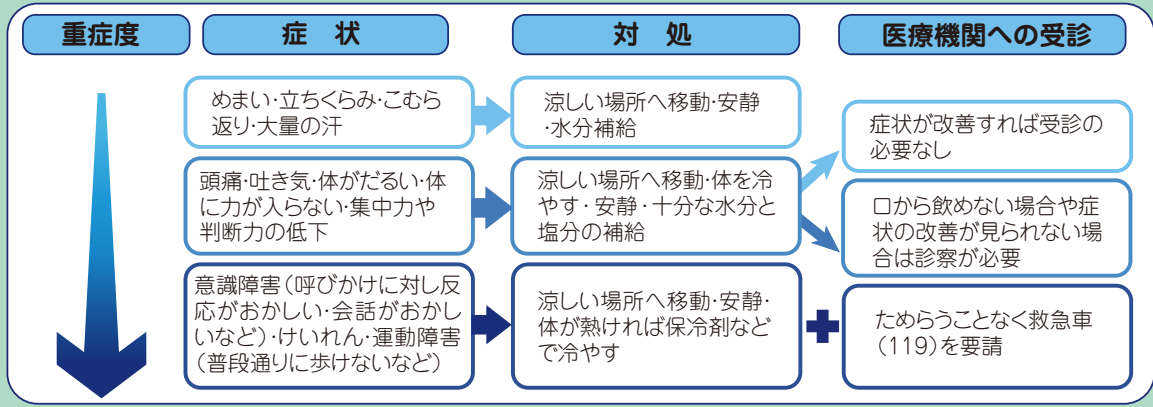 重症度
症　状
対　処
医療機関への受診
めまい・立ちくらみ・こむら
返り・大量の汗
涼しい場所へ移動・安静
・水分補給
症状が改善すれば受診の
必要なし
頭痛・吐き気・体がだるい・体
に力が入らない・集中力や
判断力の低下
涼しい場所へ移動・体を冷
やす・安静・十分な水分と
塩分の補給
口から飲めない場合や症
状の改善が見られない場
合は診察が必要
意識障害(呼びかけに対し反
応がおかしい・会話がおかし
いなど)・けいれん・運動障害
(普段通りに歩けないなど)
涼しい場所へ移動・安静・
体が熱ければ保冷剤など
で冷やす
ためらうことなく救急車
(119)を要請